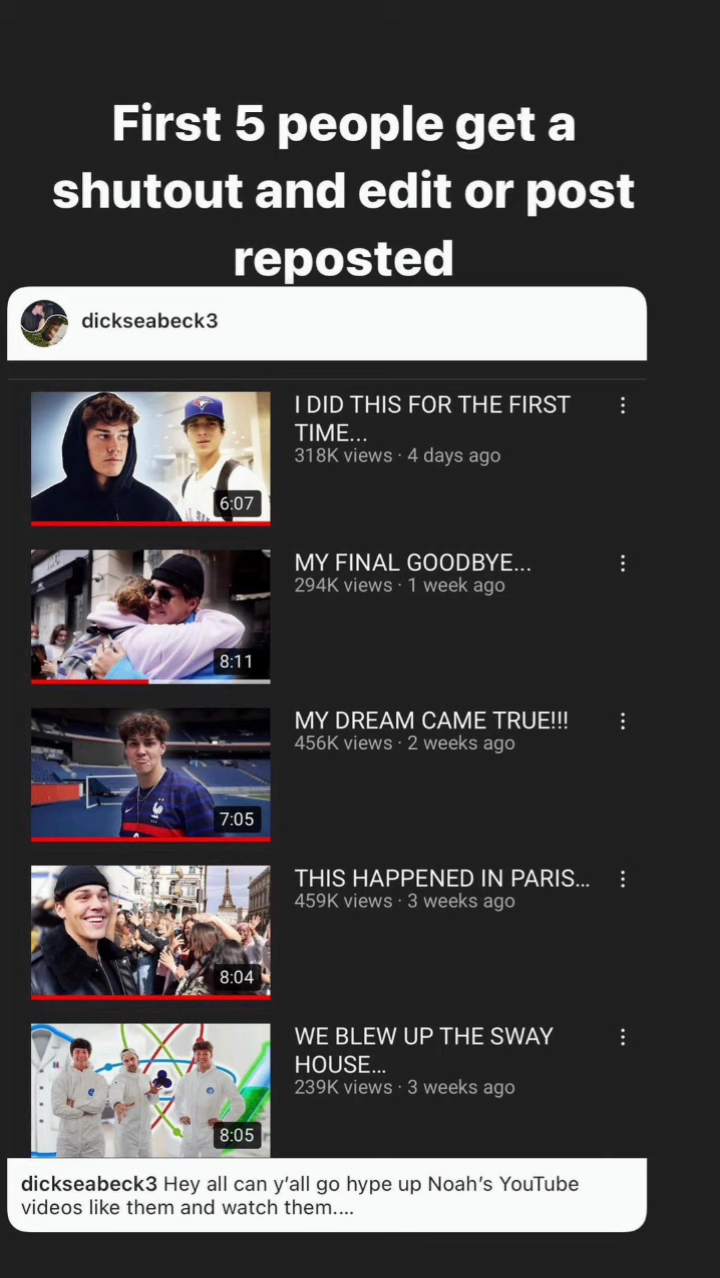 First 5 people get a
shutout and edit or post
reposted
dickseabeck3
I DID THIS FOR THE FIRST
TIME...
318K views · 4 days ago
6:07
MY FINAL GOODBYE...
294K views · 1 week ago
8:11
MY DREAM CAME TRUE!!!
456K views · 2 weeks ago
7:05
THIS HAPPENED IN PARIS...
459K views · 3 weeks ago
8:04
WE BLEW UP THE SWAY
HOUSE...
239K views · 3 weeks ago
8:05
dickseabeck3 Hey all can y’all go hype up Noah’s YouTube
videos like them and watch them....